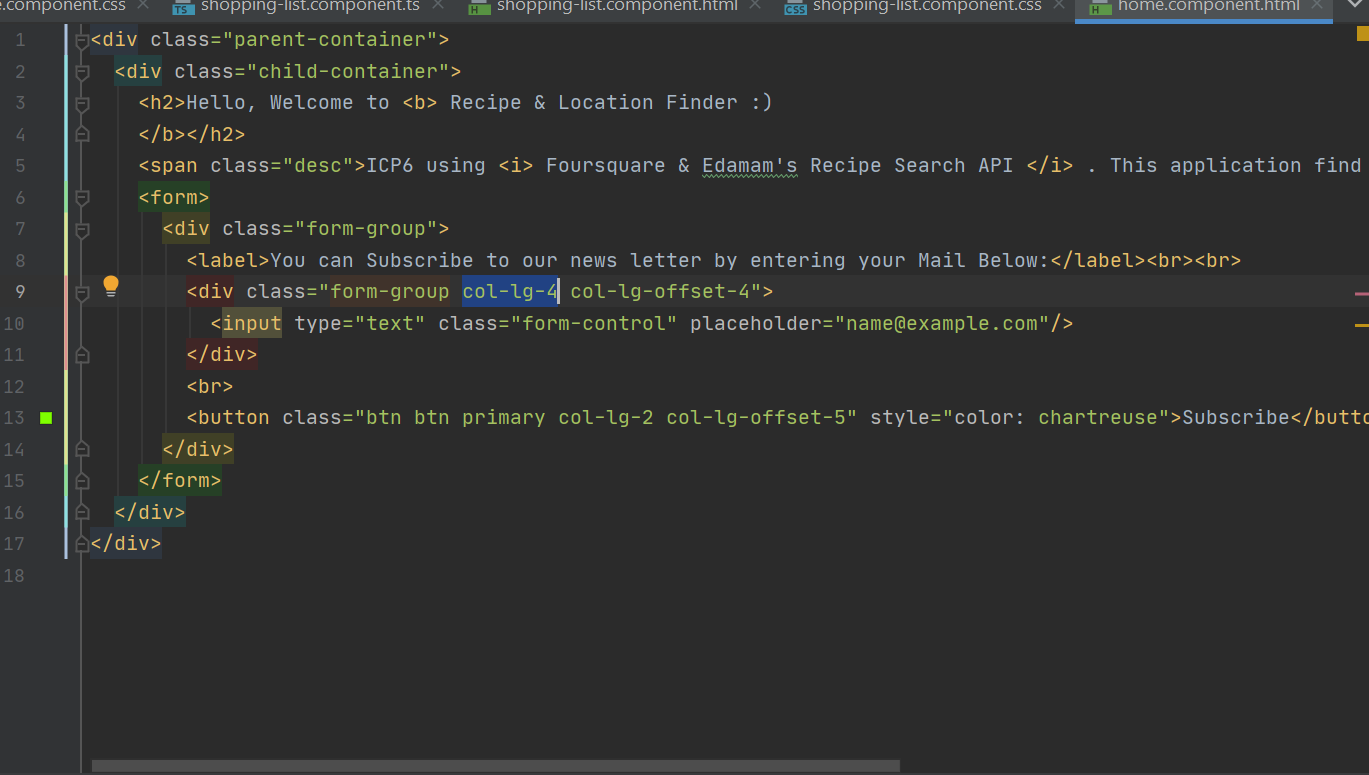 .component.css
TS shopping-list.component.ts
H shopping-list.component.html
CSS shopping-list.component.css
H home.component.html
1 <div class="parent-container">
2 <div class="child-container">
3 <h2>Hello, Welcome to <b> Recipe & Location Finder :)
4 </b></h2>
5 <span class="desc">ICP6 using <i> Foursquare & Edamam's Recipe Search API </i> . This application find
6 <form>
7 <div class="form-group">
8 <label>You can Subscribe to our news letter by entering your Mail Below:</label><br><br>
9 <div class="form-group col-lg-4 col-lg-offset-4">
10 <input type="text" class="form-control" placeholder="name@example.com"/>
11 </div>
12 <br>
13 <button class="btn btn primary col-lg-2 col-lg-offset-5" style="color: chartreuse">Subscribe</butto
14 </div>
15 </form>
16 </div>
17 </div>
18